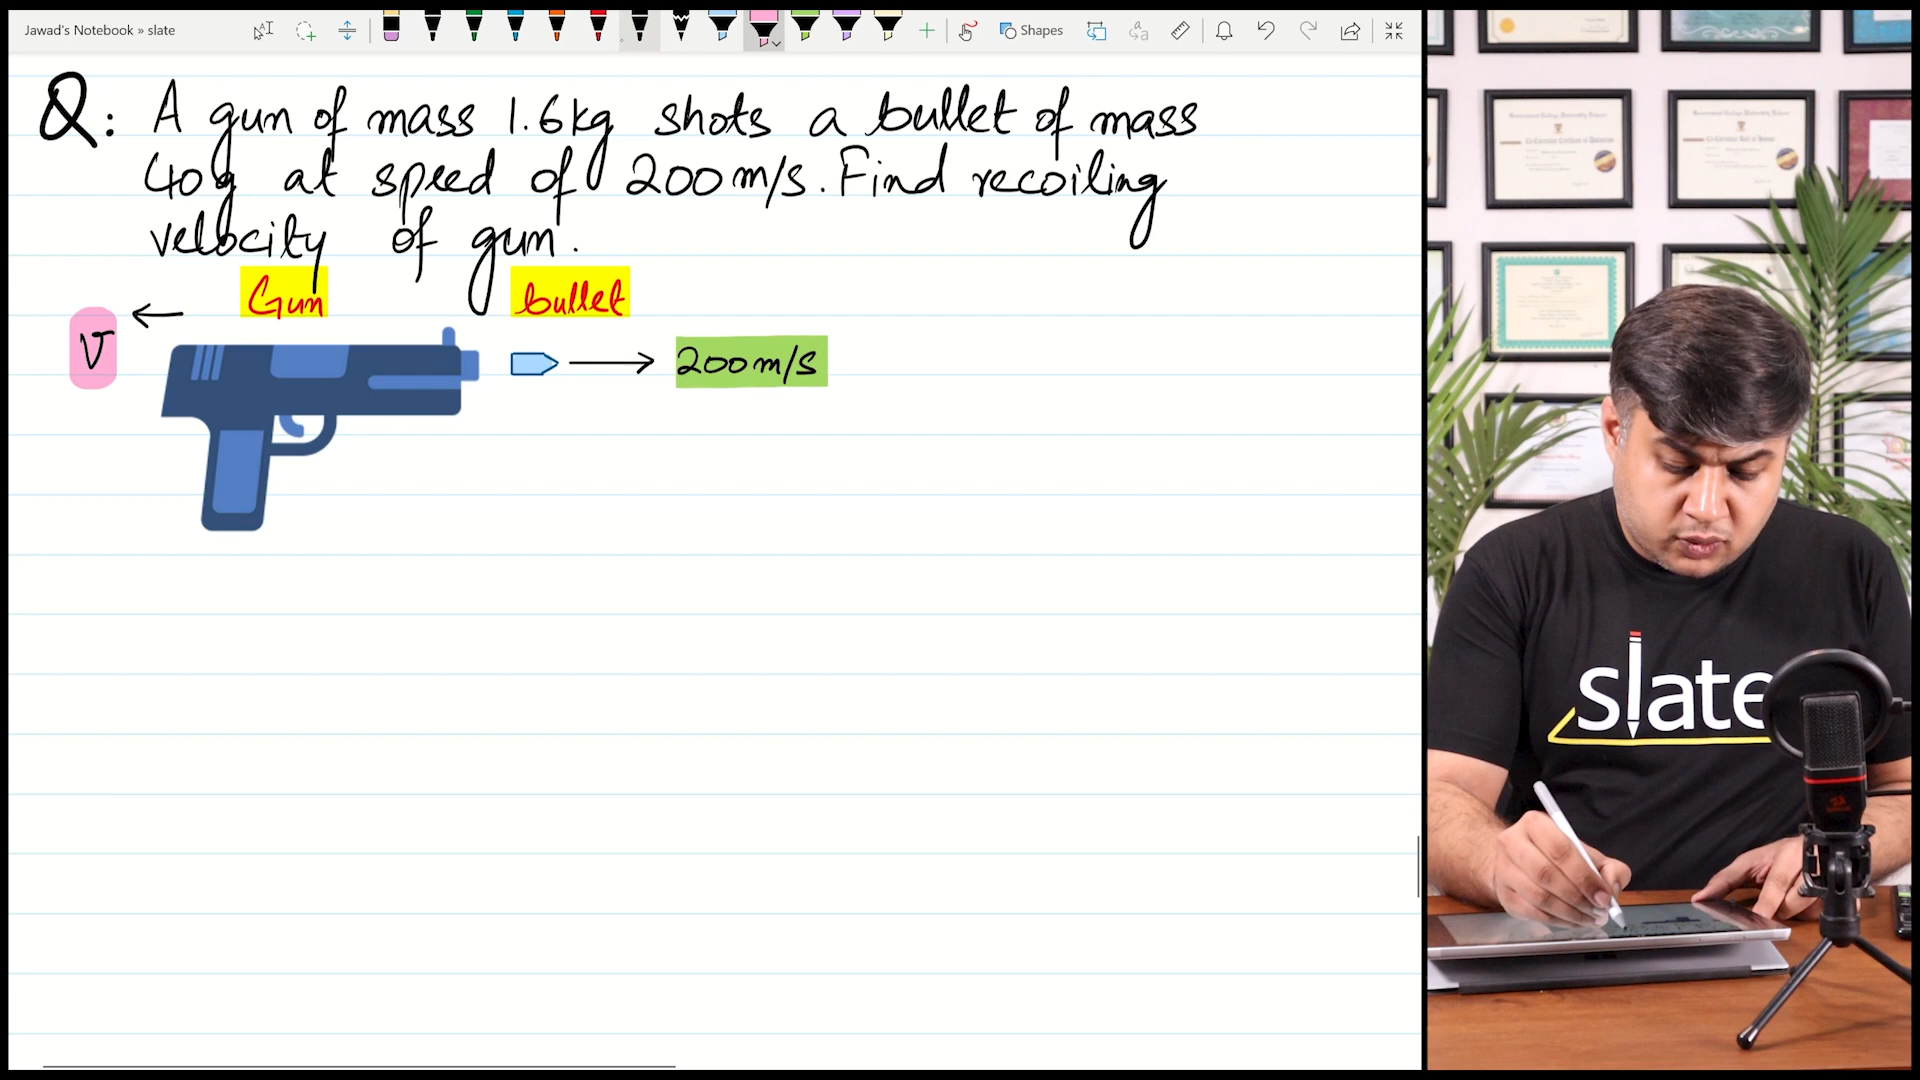 Jawad's Notebook » slate
Shapes
Q: A gun of mass 1.6kg shots a bullet of mass
40g at speed of 200m/s. Find recoiling
velocity of gun.
Gun
bullet
V
200m/s
slate